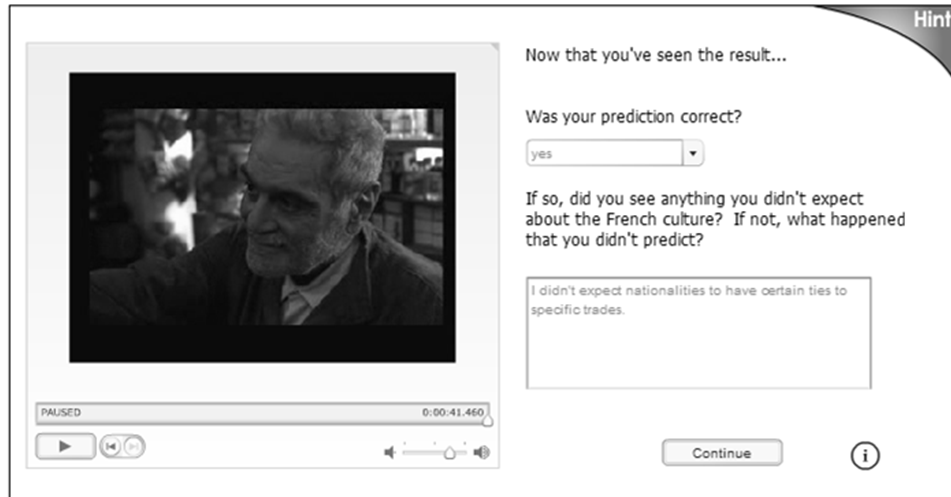 Hint
Now that you've seen the result...
Was your prediction correct?
yes
If so, did you see anything you didn't expect
about the French culture? If not, what happened
that you didn't predict?
I didn't expect nationalities to have certain ties to
specific trades.
PAUSED 0:00:41.460
Continue
i